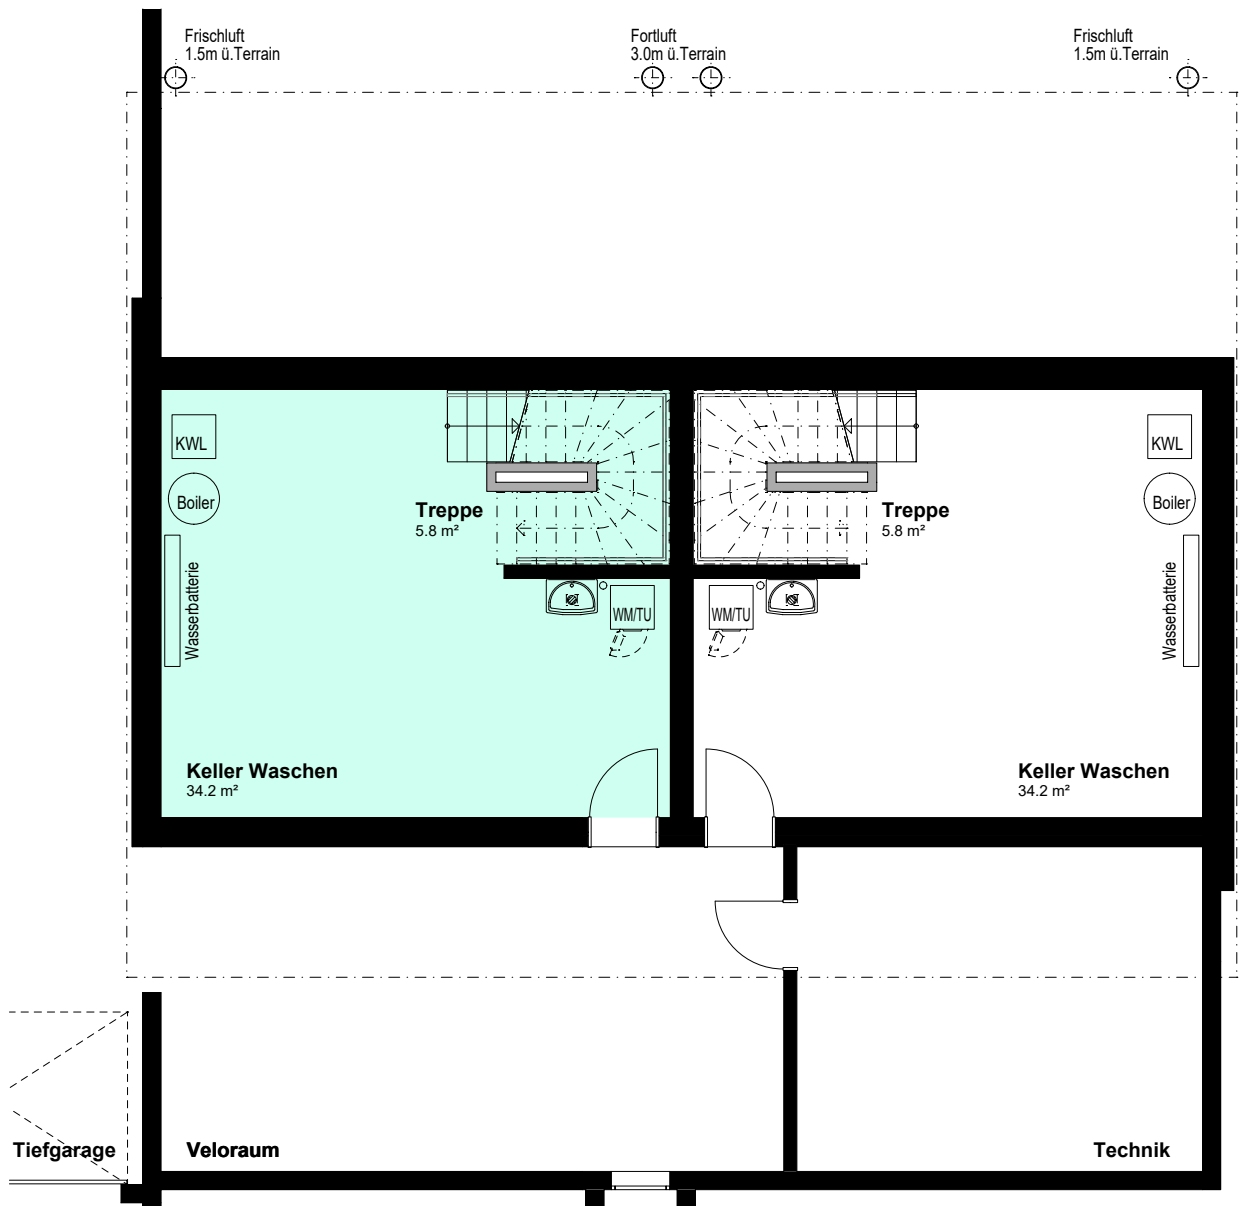 Frischluft
1.5m ü.Terrain
Fortluft
3.0m ü.Terrain
Frischluft
1.5m ü.Terrain
KWL
Boiler
Wasserbatterie
Treppe
5.8 m²
WM/TU
Keller Waschen
34.2 m²
Treppe
5.8 m²
WM/TU
KWL
Boiler
Wasserbatterie
Keller Waschen
34.2 m²
Tiefgarage
Veloraum
Technik